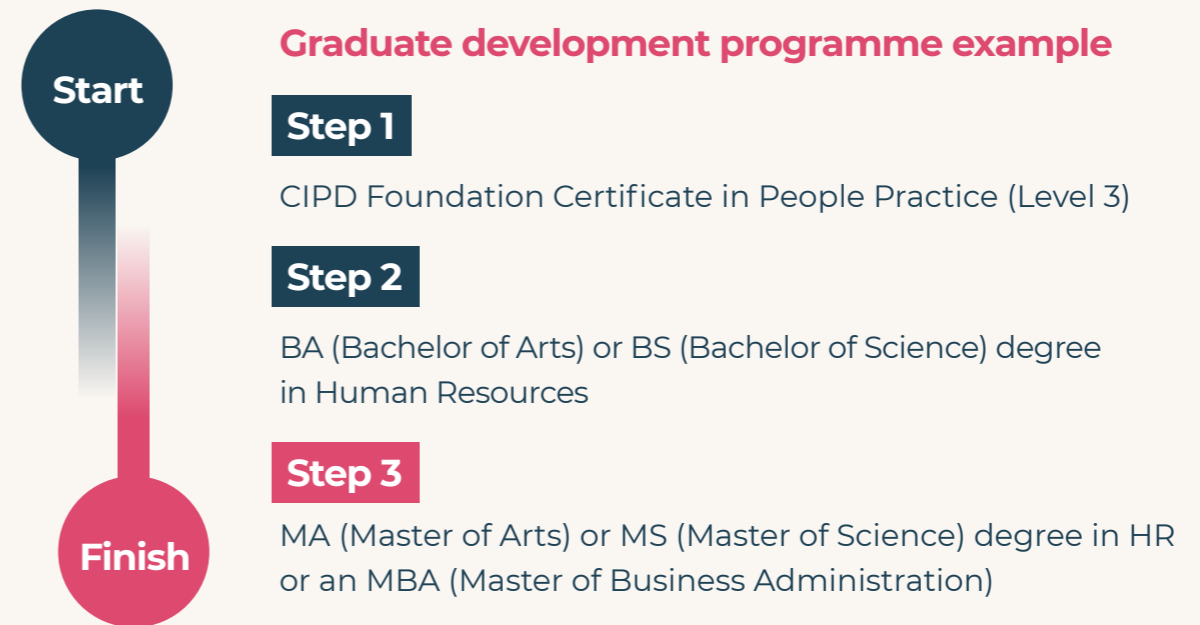 Start
Graduate development programme example
Step 1
CIPD Foundation Certificate in People Practice (Level 3)
Step 2
BA (Bachelor of Arts) or BS (Bachelor of Science) degree
in Human Resources
Step 3
MA (Master of Arts) or MS (Master of Science) degree in HR
or an MBA (Master of Business Administration)
Finish